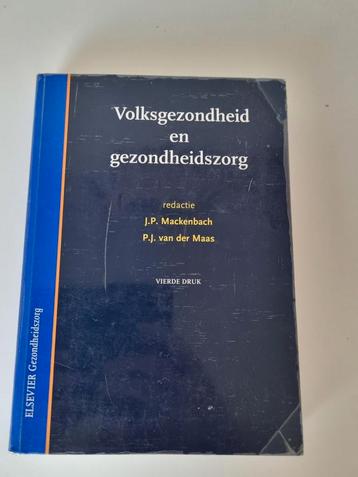 Volksgezondheid
en
gezondheidszorg
redactie
J.P. Mackenbach
P.J. van der Maas
VIERDE DRUK
ELSEVIER Gezondheidszorg